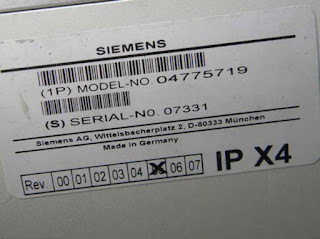 SIEMENS
(1P) MODEL-NO. 04775719
(S) SERIAL-NO. 07331
Siemens AG, Wittelsbacherplatz 2, D-80333 München
Made in Germany
Rev 00 01 02 03 04 06 07 IP X4